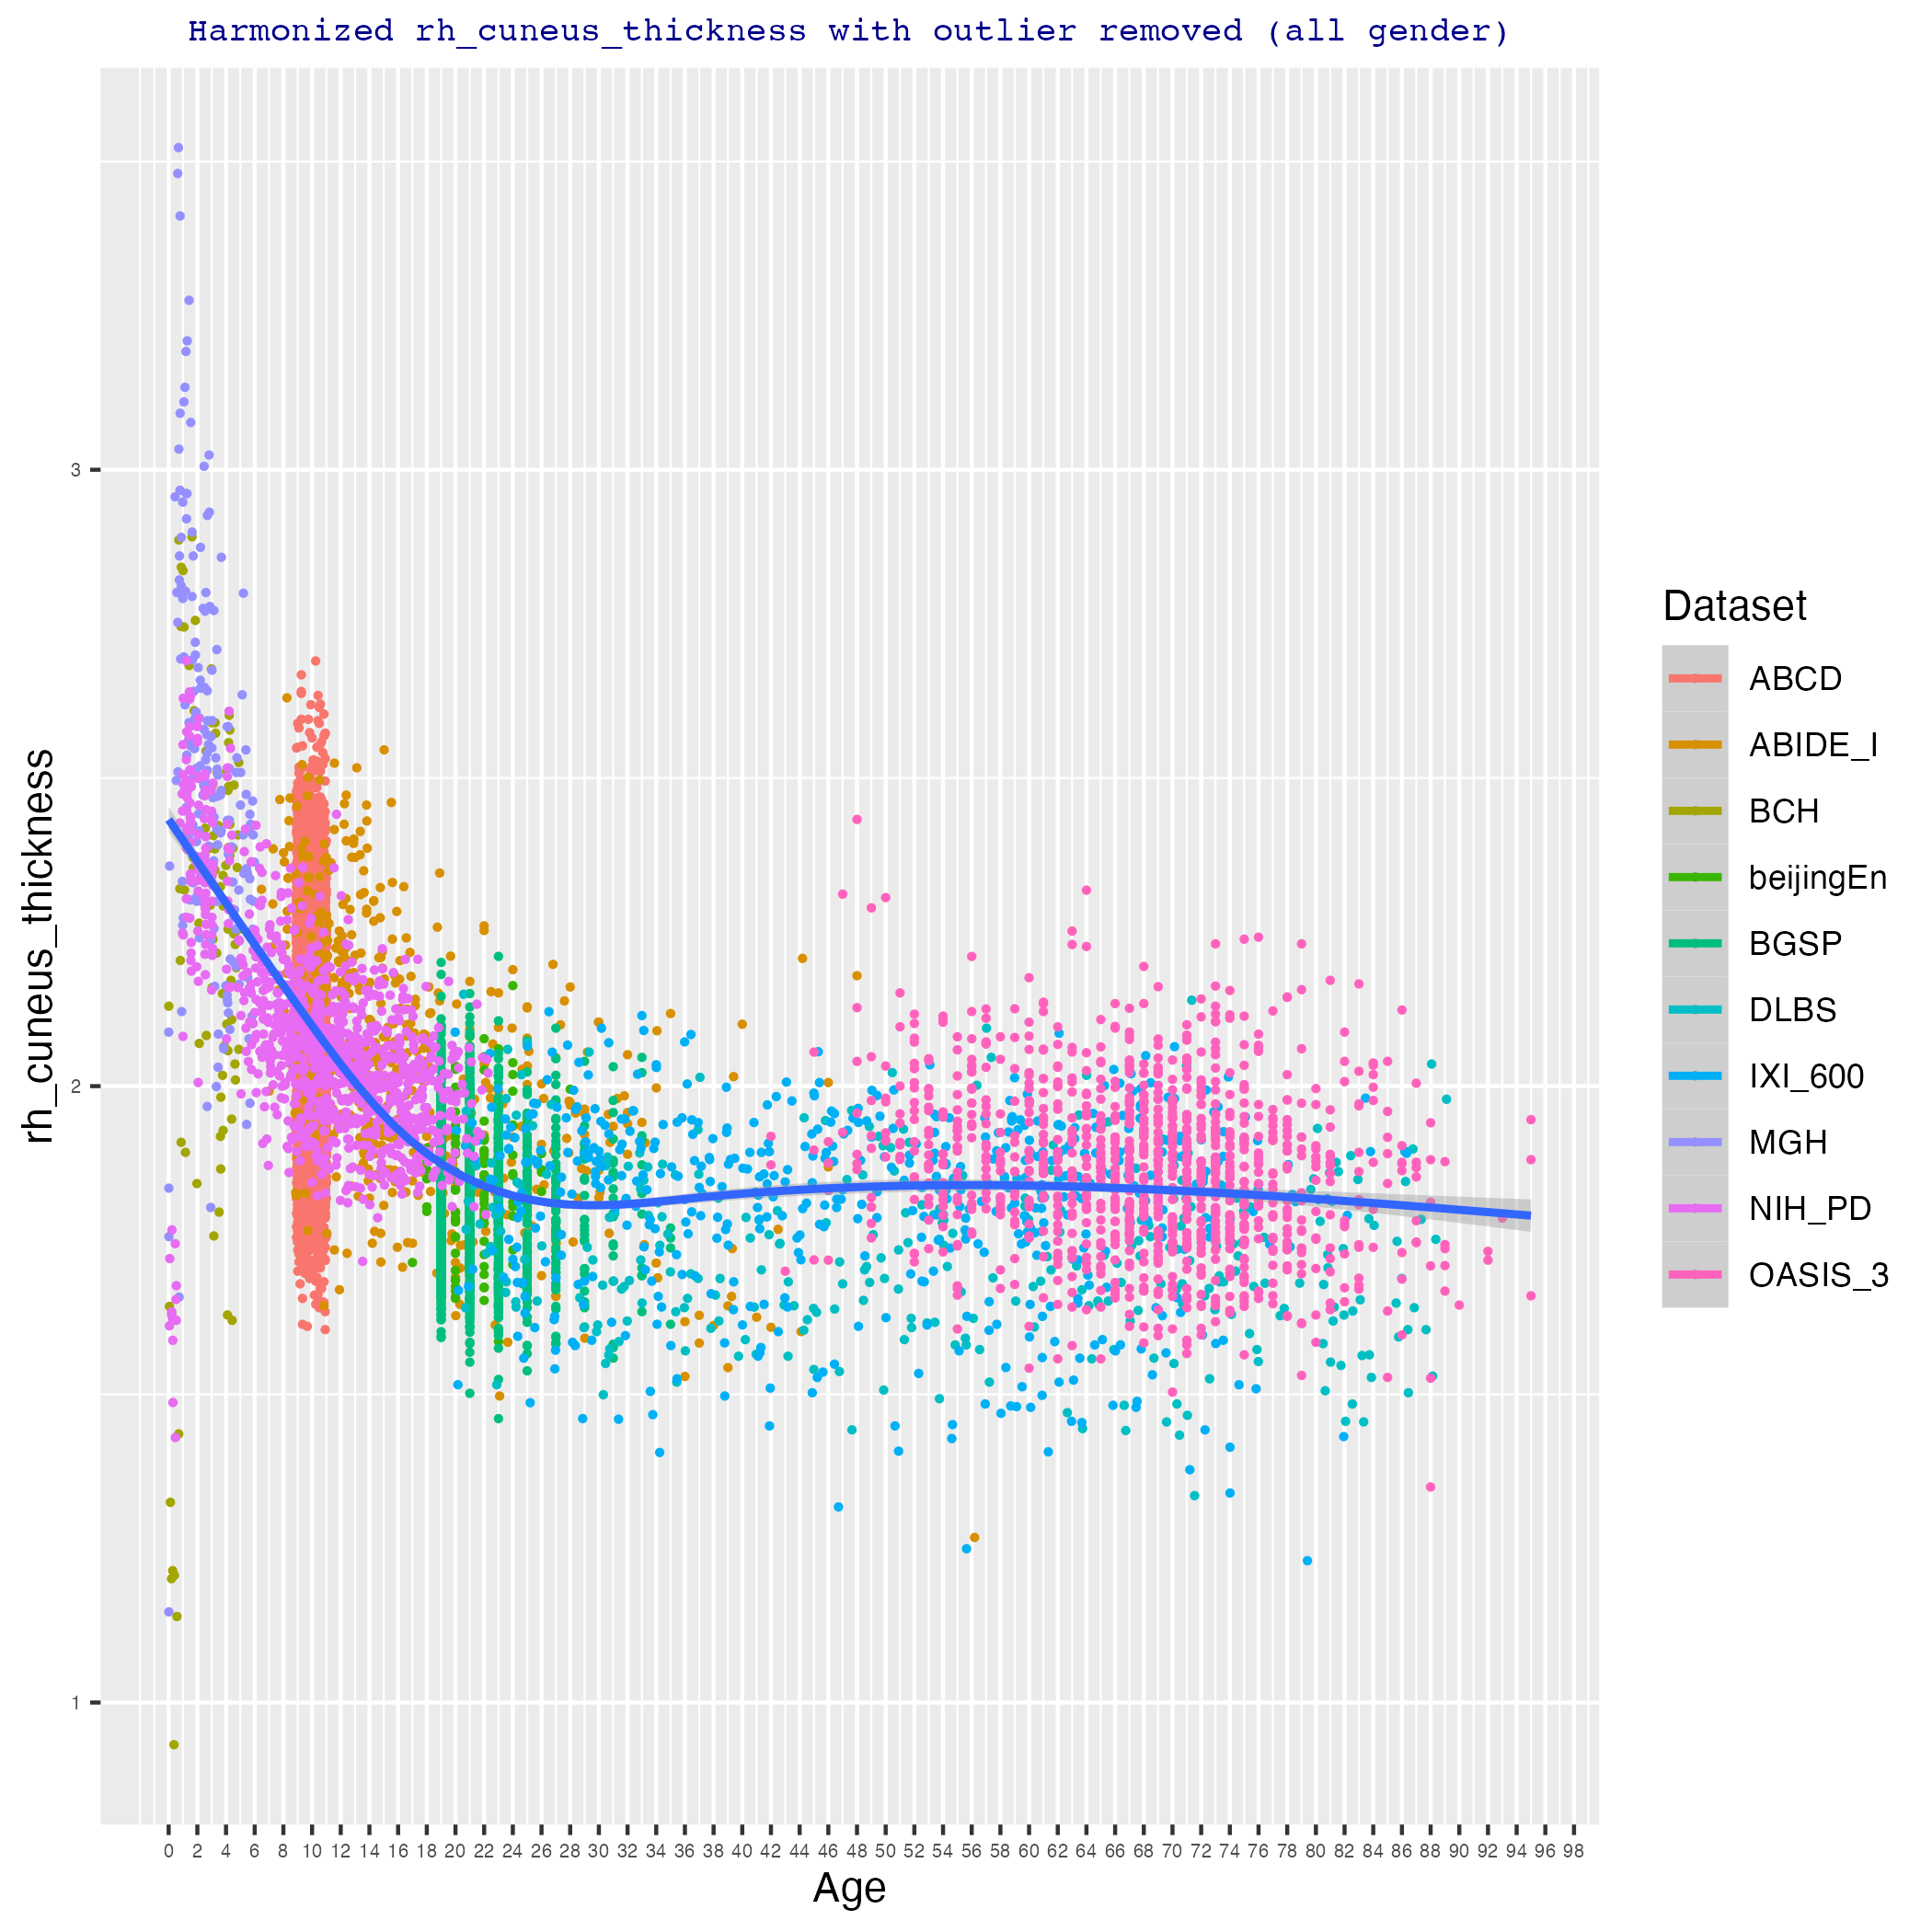 Harmonized rh_cuneus_thickness with outlier removed (all gender)
rh_cuneus_thickness
3
2
1
0 2 4 6 8 10 12 14 16 18 20 22 24 26 28 30 32 34 36 38 40 42 44 46 48 50 52 54 56 58 60 62 64 66 68 70 72 74 76 78 80 82 84 86 88 90 92 94 96 98
Age
Dataset
ABCD
ABIDE_I
BCH
beijingEn
BGSP
DLBS
IXI_600
MGH
NIH_PD
OASIS_3